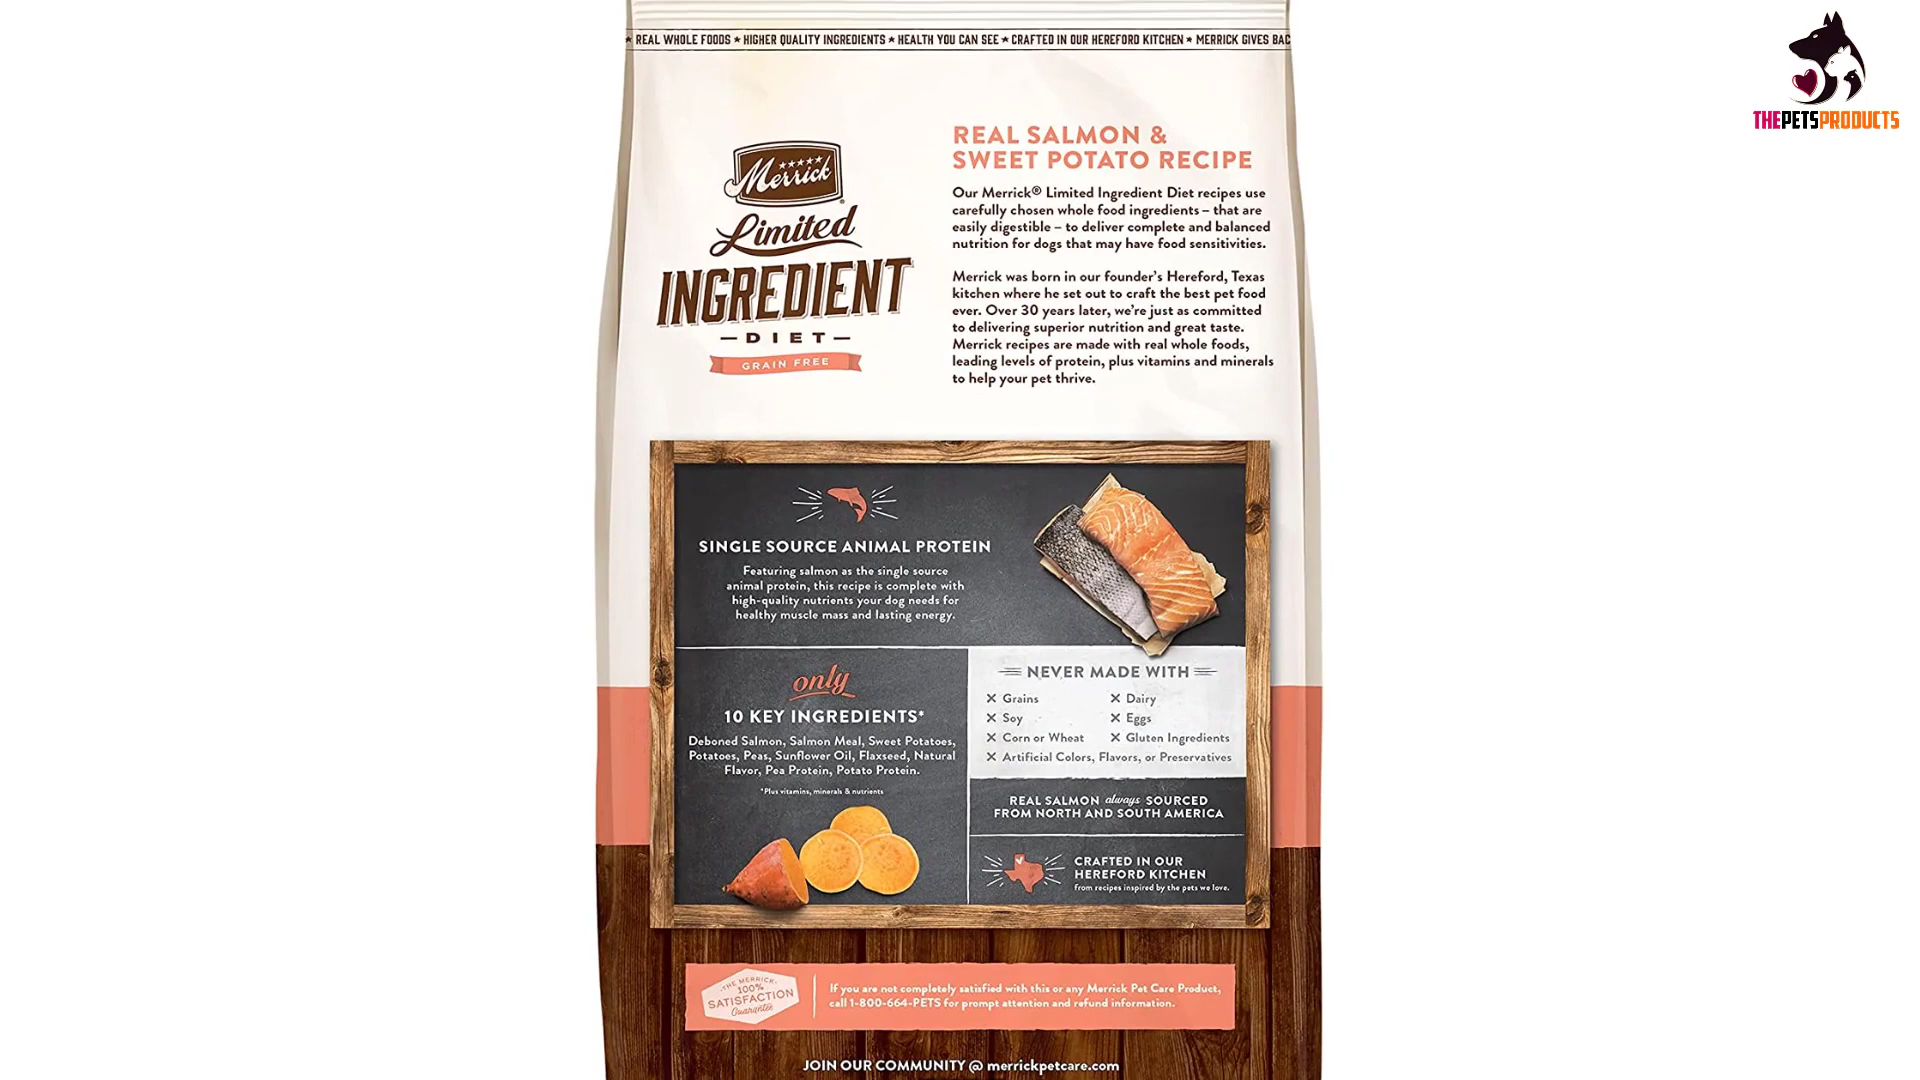 ★ REAL WHOLE FOODS ★ HIGHER QUALITY INGREDIENTS ★ HEALTH YOU CAN SEE ★ CRAFTED IN OUR HEREFORD KITCHEN ★ MERRICK GIVES BAC
THEPETSPRODUCTS
Merrick®
Limited
INGREDIENT
– DIET –
GRAIN FREE
REAL SALMON &
SWEET POTATO RECIPE
Our Merrick® Limited Ingredient Diet recipes use
carefully chosen whole food ingredients – that are
easily digestible – to deliver complete and balanced
nutrition for dogs that may have food sensitivities.
Merrick was born in our founder's Hereford, Texas
kitchen where he set out to craft the best pet food
ever. Over 30 years later, we're just as committed
to delivering superior nutrition and great taste.
Merrick recipes are made with real whole foods,
leading levels of protein, plus vitamins and minerals
to help your pet thrive.
SINGLE SOURCE ANIMAL PROTEIN
Featuring salmon as the single source
animal protein, this recipe is complete with
high-quality nutrients your dog needs for
healthy muscle mass and lasting energy.
only
10 KEY INGREDIENTS*
Deboned Salmon, Salmon Meal, Sweet Potatoes,
Potatoes, Peas, Sunflower Oil, Flaxseed, Natural
Flavor, Pea Protein, Potato Protein.
*Plus vitamins, minerals & nutrients
NEVER MADE WITH
X Grains X Dairy
X Soy X Eggs
X Corn or Wheat X Gluten Ingredients
X Artificial Colors, Flavors, or Preservatives
REAL SALMON always SOURCED
FROM NORTH AND SOUTH AMERICA
CRAFTED IN OUR
HEREFORD KITCHEN
from recipes inspired by the pets we love.
THE MERRICK
100%
SATISFACTION
Guarantee
If you are not completely satisfied with this or any Merrick Pet Care Product,
call 1-800-664-PETS for prompt attention and refund information.
JOIN OUR COMMUNITY @ merrickpetcare.com